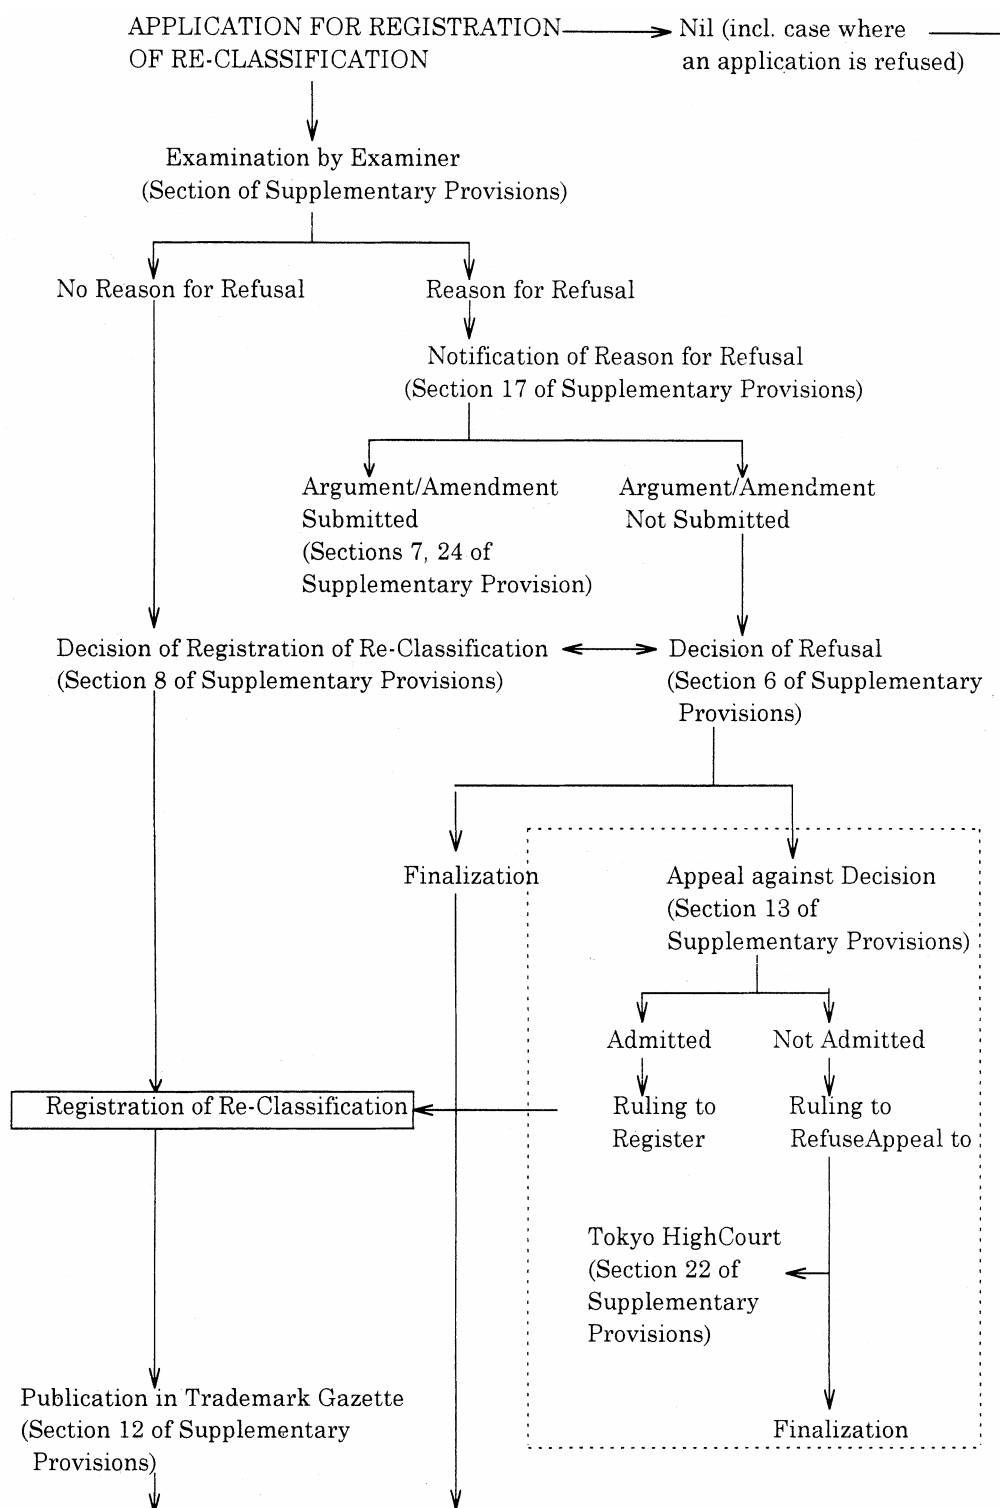 APPLICATION FOR REGISTRATION
OF RE-CLASSIFICATION
Nil (incl. case where
an application is refused)
Examination by Examiner
(Section of Supplementary Provisions)
No Reason for Refusal
Reason for Refusal
Notification of Reason for Refusal
(Section 17 of Supplementary Provisions)
Argument/Amendment
Submitted
(Sections 7, 24 of
Supplementary Provision)
Argument/Amendment
Not Submitted
Decision of Registration of Re-Classification
(Section 8 of Supplementary Provisions)
Decision of Refusal
(Section 6 of Supplementary
Provisions)
Finalization
Appeal against Decision
(Section 13 of
Supplementary Provisions)
Admitted
Not Admitted
Registration of Re-Classification
Ruling to
Register
Ruling to
RefuseAppeal to
Tokyo HighCourt
(Section 22 of
Supplementary
Provisions)
Publication in Trademark Gazette
(Section 12 of Supplementary
Provisions)
Finalization